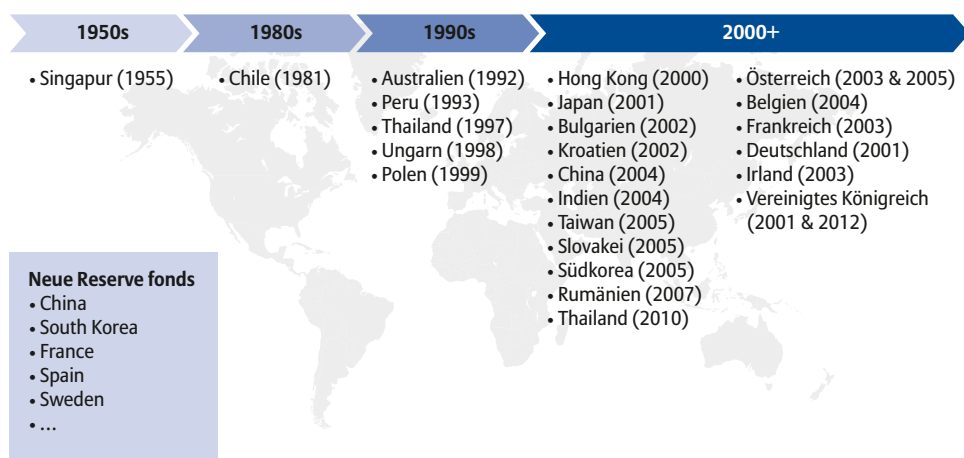 1950s
1980s
1990s
2000+
• Singapur (1955)
• Chile (1981)
• Australien (1992)
• Peru (1993)
• Thailand (1997)
• Ungarn (1998)
• Polen (1999)
• Hong Kong (2000)
• Japan (2001)
• Bulgarien (2002)
• Kroatien (2002)
• China (2004)
• Indien (2004)
• Taiwan (2005)
• Slovakei (2005)
• Südkorea (2005)
• Rumänien (2007)
• Thailand (2010)
• Österreich (2003 & 2005)
• Belgien (2004)
• Frankreich (2003)
• Deutschland (2001)
• Irland (2003)
• Vereinigtes Königreich
(2001 & 2012)
Neue Reserve fonds
• China
• South Korea
• France
• Spain
• Sweden
• ...